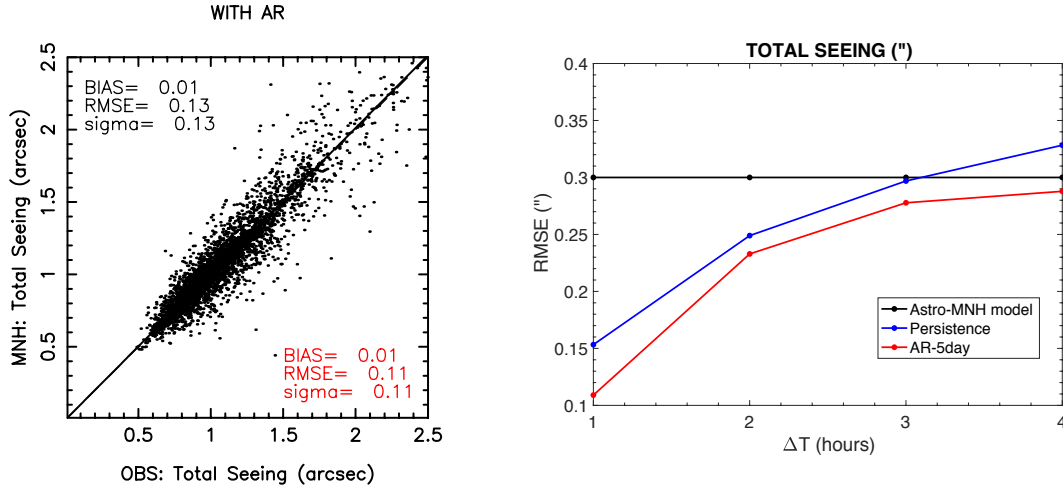 WITH AR
BIAS= 0.01
RMSE= 0.13
sigma= 0.13
BIAS= 0.01
RMSE= 0.11
sigma= 0.11
MNH: Total Seeing (arcsec)
2.5
2
1.5
1
0.5
0.5 1 1.5 2 2.5
OBS: Total Seeing (arcsec)
TOTAL SEEING (")
RMSE (")
0.4
0.35
0.3
0.25
0.2
0.15
0.1
Astro-MNH model
Persistence
AR-5day
1 2 3 4
ΔT (hours)